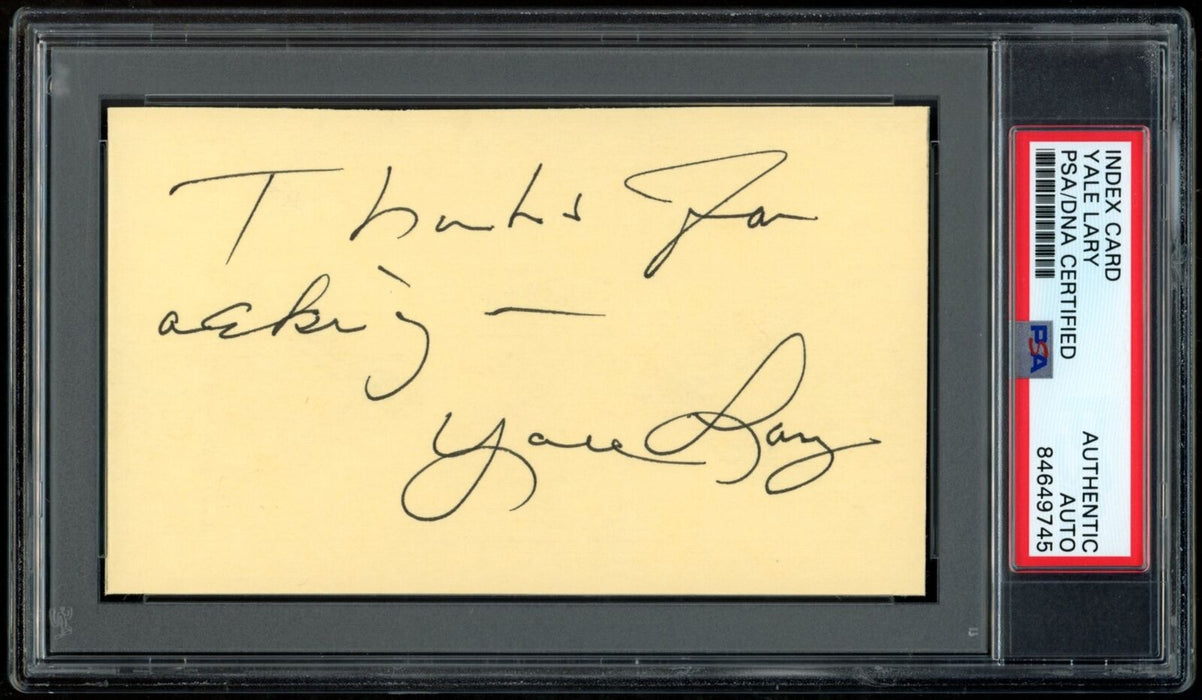 Thanks for
asking —
Yale Lary
INDEX CARD
YALE LARY
PSA/DNA CERTIFIED
AUTHENTIC
AUTO
84649745
PSA